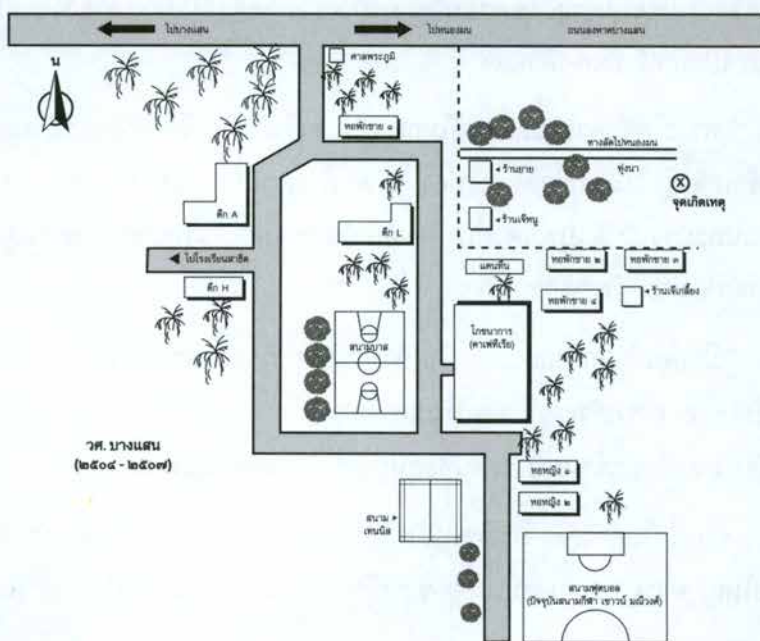 ไปบางแสน
ไปหนองมน
ถนนลงหาดบางแสน
น
ศาลพระภูมิ
หอพักชาย ๑
ทางลัดไปหนองมน
ร้านยาย
ทุ่งนา
X
จุดเกิดเหตุ
ร้านเจ๊หนู
ตึก A
ตึก L
ไปโรงเรียนสาธิต
ตึก H
แคนทีน
หอพักชาย ๒
หอพักชาย ๓
หอพักชาย ๔
ร้านเจ๊เกลี้ยง
โภชนาการ
(คาเฟทีเรีย)
สนามบาส
วศ. บางแสน
(๒๕๐๔ - ๒๕๐๗)
หอหญิง ๑
หอหญิง ๒
สนาม
เทนนิส
สนามฟุตบอล
(ปัจจุบันสนามกีฬา เชาวน์ มณีวงศ์)